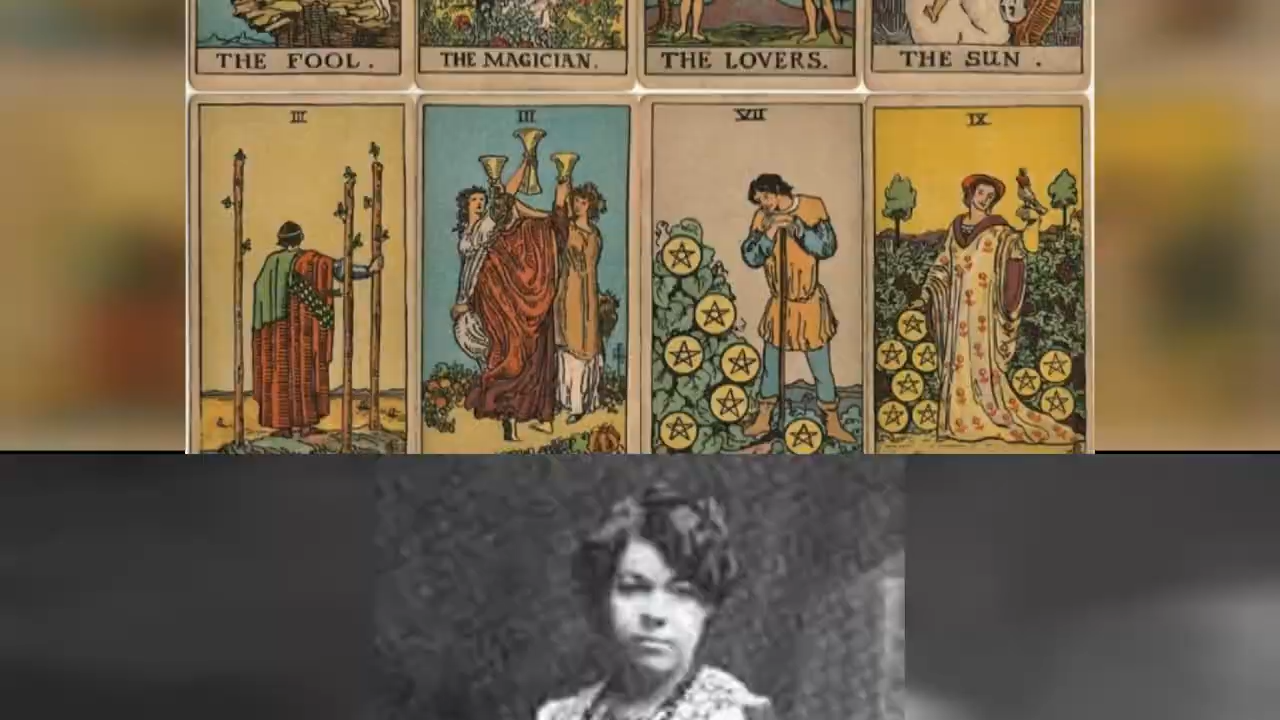 THE FOOL.
THE MAGICIAN.
THE LOVERS.
THE SUN.
III
III
VII
IX